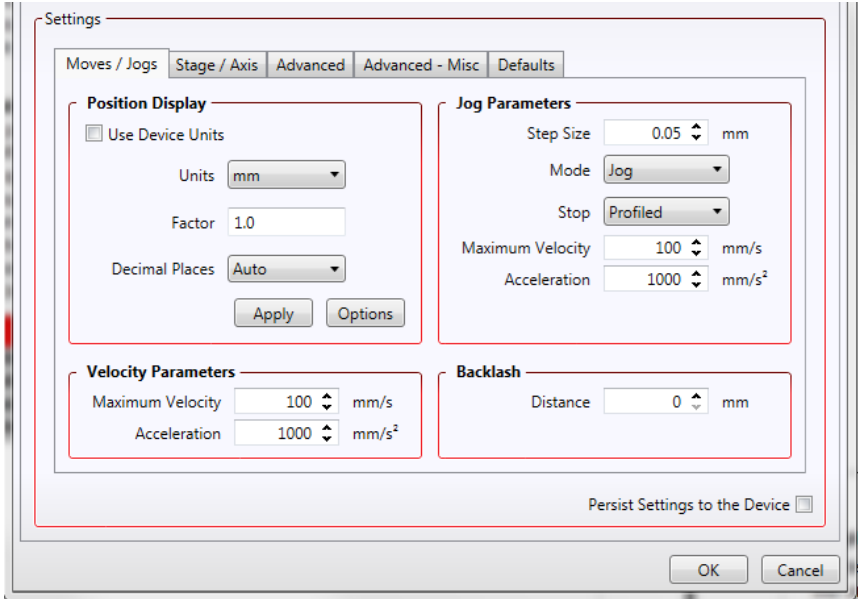 Settings
Moves / Jogs Stage / Axis Advanced Advanced - Misc Defaults
Position Display
Use Device Units
Units mm
Factor 1.0
Decimal Places Auto
Apply Options
Jog Parameters
Step Size 0.05 mm
Mode Jog
Stop Profiled
Maximum Velocity 100 mm/s
Acceleration 1000 mm/s²
Velocity Parameters
Maximum Velocity 100 mm/s
Acceleration 1000 mm/s²
Backlash
Distance 0 mm
Persist Settings to the Device
OK Cancel